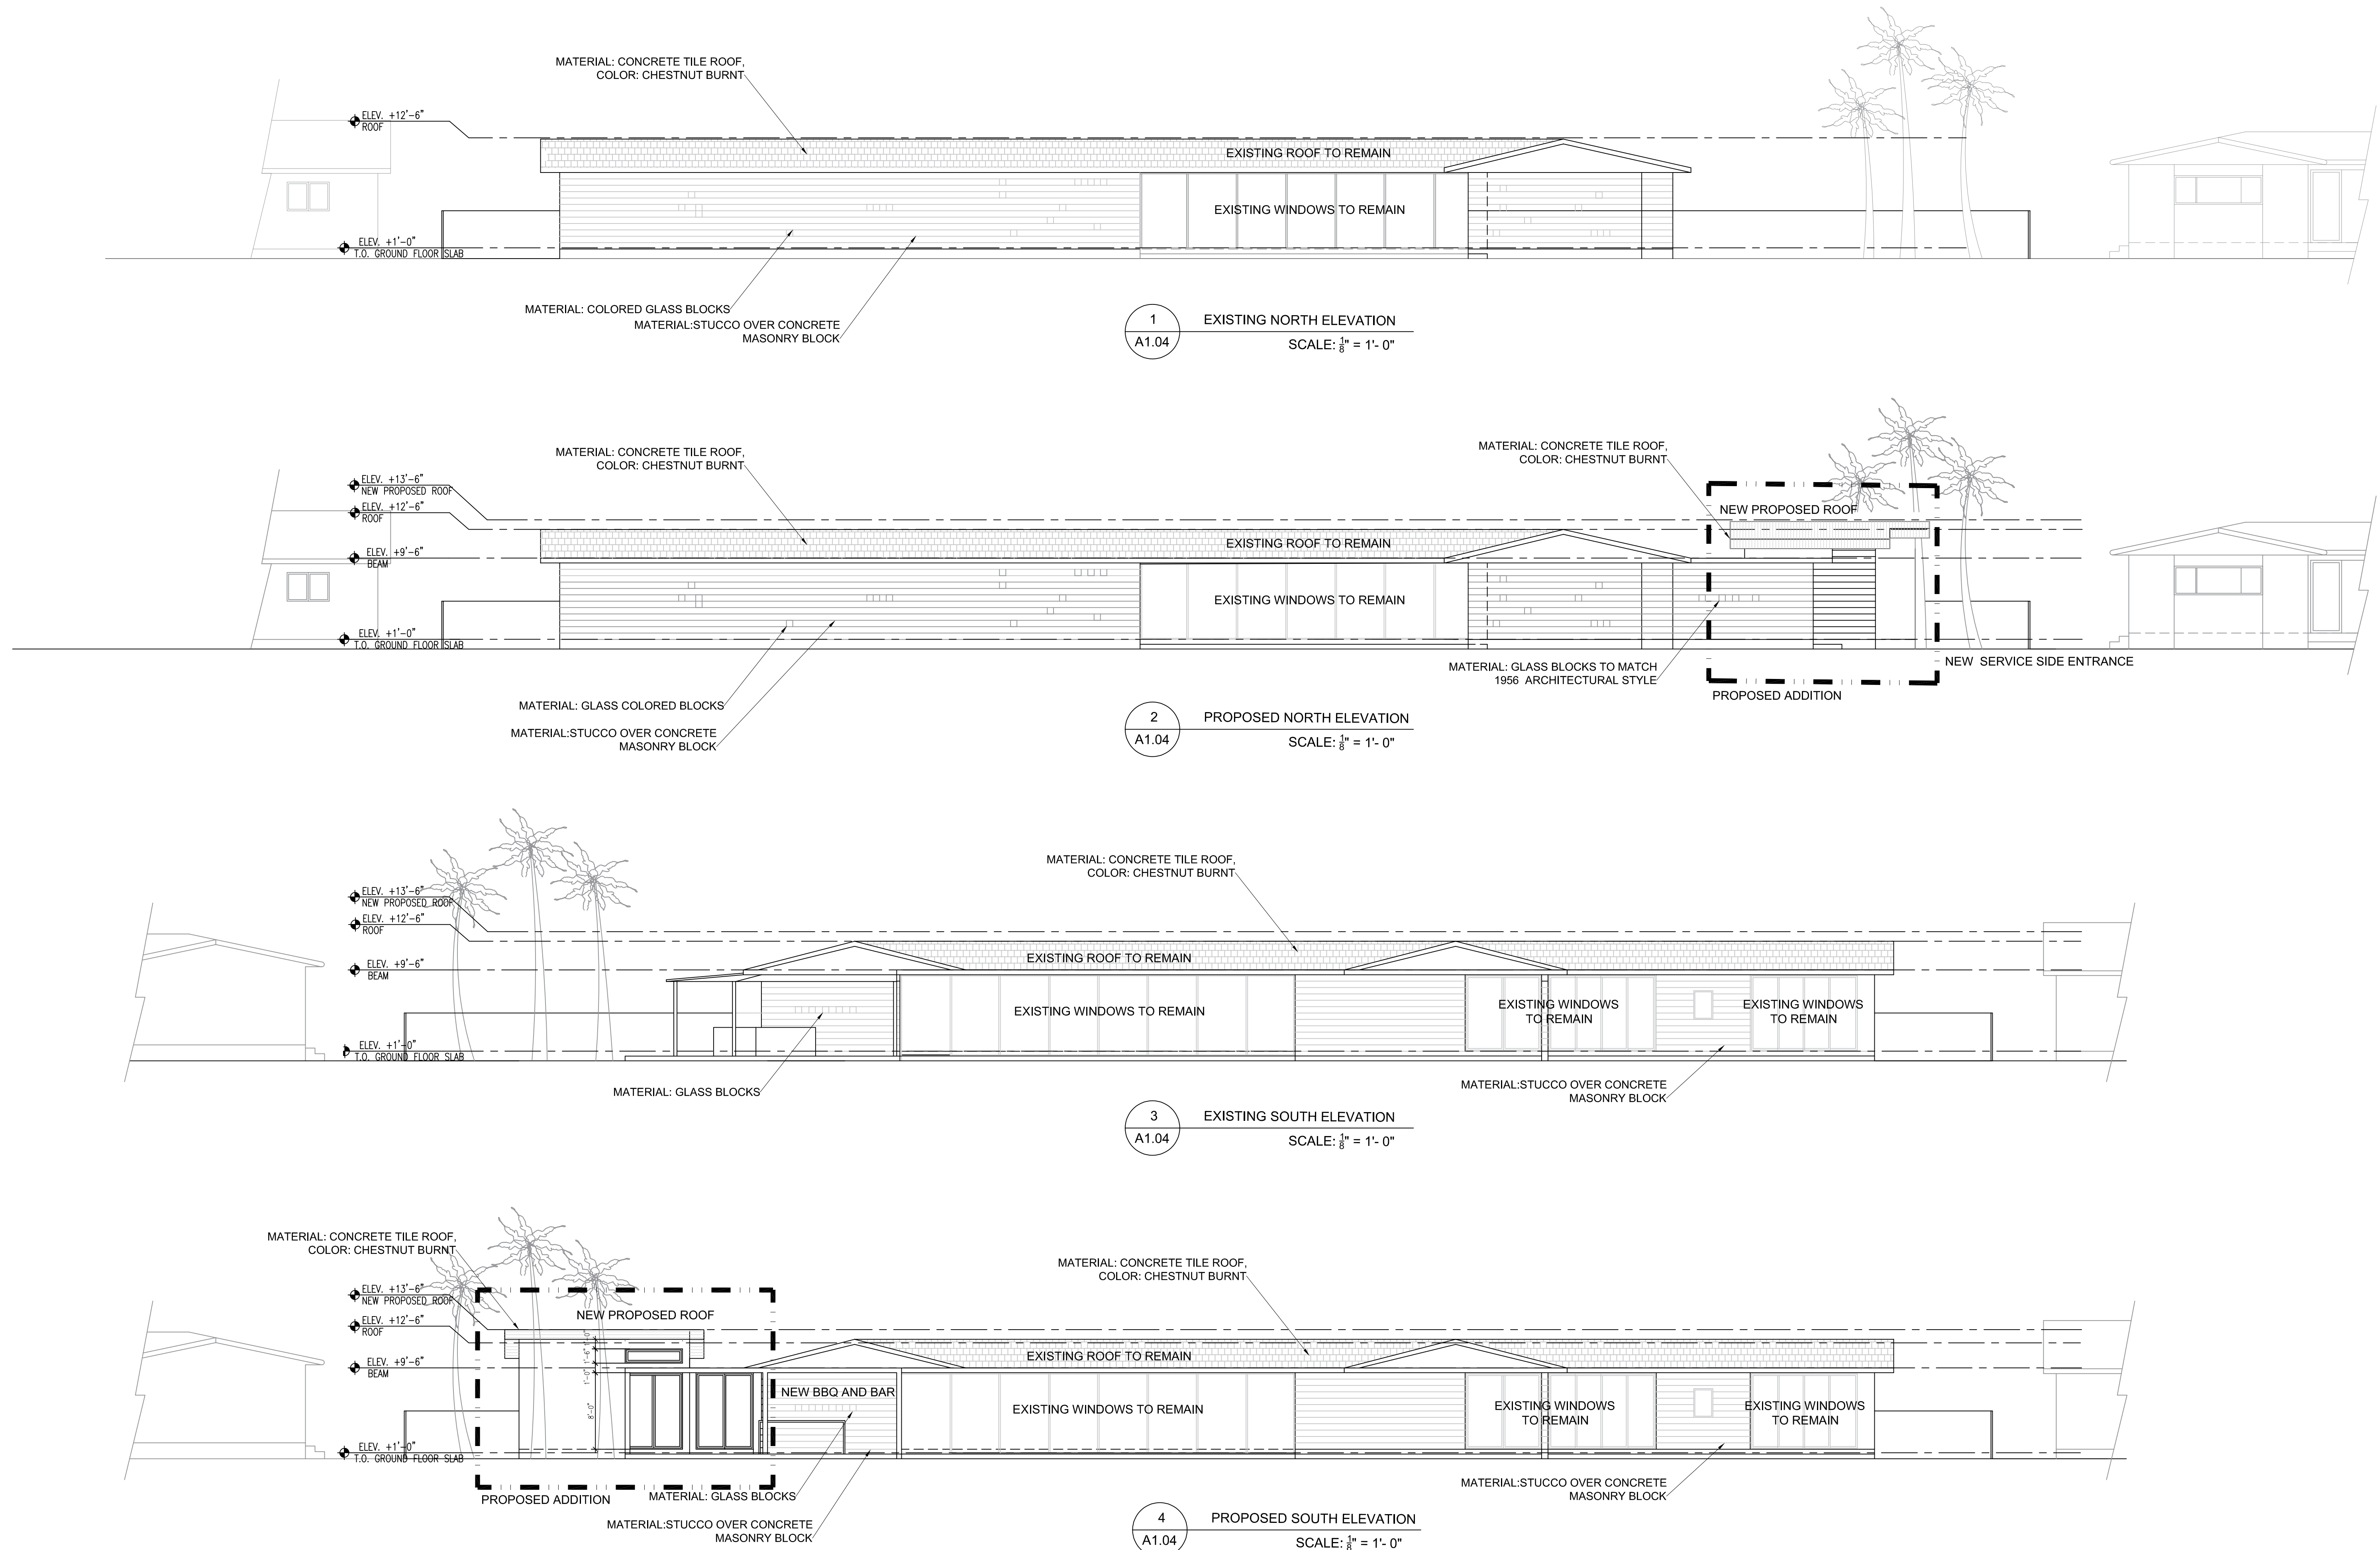 MATERIAL: CONCRETE TILE ROOF,
COLOR: CHESTNUT BURNT
ELEV. +12'-6"
ROOF
EXISTING ROOF TO REMAIN
EXISTING WINDOWS TO REMAIN
ELEV. +1'-0"
T.O. GROUND FLOOR SLAB
MATERIAL: COLORED GLASS BLOCKS
MATERIAL:STUCCO OVER CONCRETE
MASONRY BLOCK
1
A1.04
EXISTING NORTH ELEVATION
SCALE: 1/8" = 1'- 0"
MATERIAL: CONCRETE TILE ROOF,
COLOR: CHESTNUT BURNT
MATERIAL: CONCRETE TILE ROOF,
COLOR: CHESTNUT BURNT
ELEV. +13'-6"
NEW PROPOSED ROOF
ELEV. +12'-6"
ROOF
NEW PROPOSED ROOF
EXISTING ROOF TO REMAIN
ELEV. +9'-6"
BEAM
EXISTING WINDOWS TO REMAIN
ELEV. +1'-0"
T.O. GROUND FLOOR SLAB
MATERIAL: GLASS BLOCKS TO MATCH
1956 ARCHITECTURAL STYLE
NEW SERVICE SIDE ENTRANCE
PROPOSED ADDITION
MATERIAL: GLASS COLORED BLOCKS
MATERIAL:STUCCO OVER CONCRETE
MASONRY BLOCK
2
A1.04
PROPOSED NORTH ELEVATION
SCALE: 1/8" = 1'- 0"
MATERIAL: CONCRETE TILE ROOF,
COLOR: CHESTNUT BURNT
ELEV. +13'-6"
NEW PROPOSED ROOF
ELEV. +12'-6"
ROOF
EXISTING ROOF TO REMAIN
ELEV. +9'-6"
BEAM
EXISTING WINDOWS TO REMAIN
EXISTING WINDOWS
TO REMAIN
EXISTING WINDOWS
TO REMAIN
ELEV. +1'-0"
T.O. GROUND FLOOR SLAB
MATERIAL: GLASS BLOCKS
MATERIAL:STUCCO OVER CONCRETE
MASONRY BLOCK
3
A1.04
EXISTING SOUTH ELEVATION
SCALE: 1/8" = 1'- 0"
MATERIAL: CONCRETE TILE ROOF,
COLOR: CHESTNUT BURNT
MATERIAL: CONCRETE TILE ROOF,
COLOR: CHESTNUT BURNT
ELEV. +13'-6"
NEW PROPOSED ROOF
NEW PROPOSED ROOF
ELEV. +12'-6"
ROOF
1'-0"
1'-6"
1'-0"
8'-0"
EXISTING ROOF TO REMAIN
ELEV. +9'-6"
BEAM
NEW BBQ AND BAR
EXISTING WINDOWS TO REMAIN
EXISTING WINDOWS
TO REMAIN
EXISTING WINDOWS
TO REMAIN
ELEV. +1'-0"
T.O. GROUND FLOOR SLAB
PROPOSED ADDITION
MATERIAL: GLASS BLOCKS
MATERIAL:STUCCO OVER CONCRETE
MASONRY BLOCK
MATERIAL:STUCCO OVER CONCRETE
MASONRY BLOCK
4
A1.04
PROPOSED SOUTH ELEVATION
SCALE: 1/8" = 1'- 0"